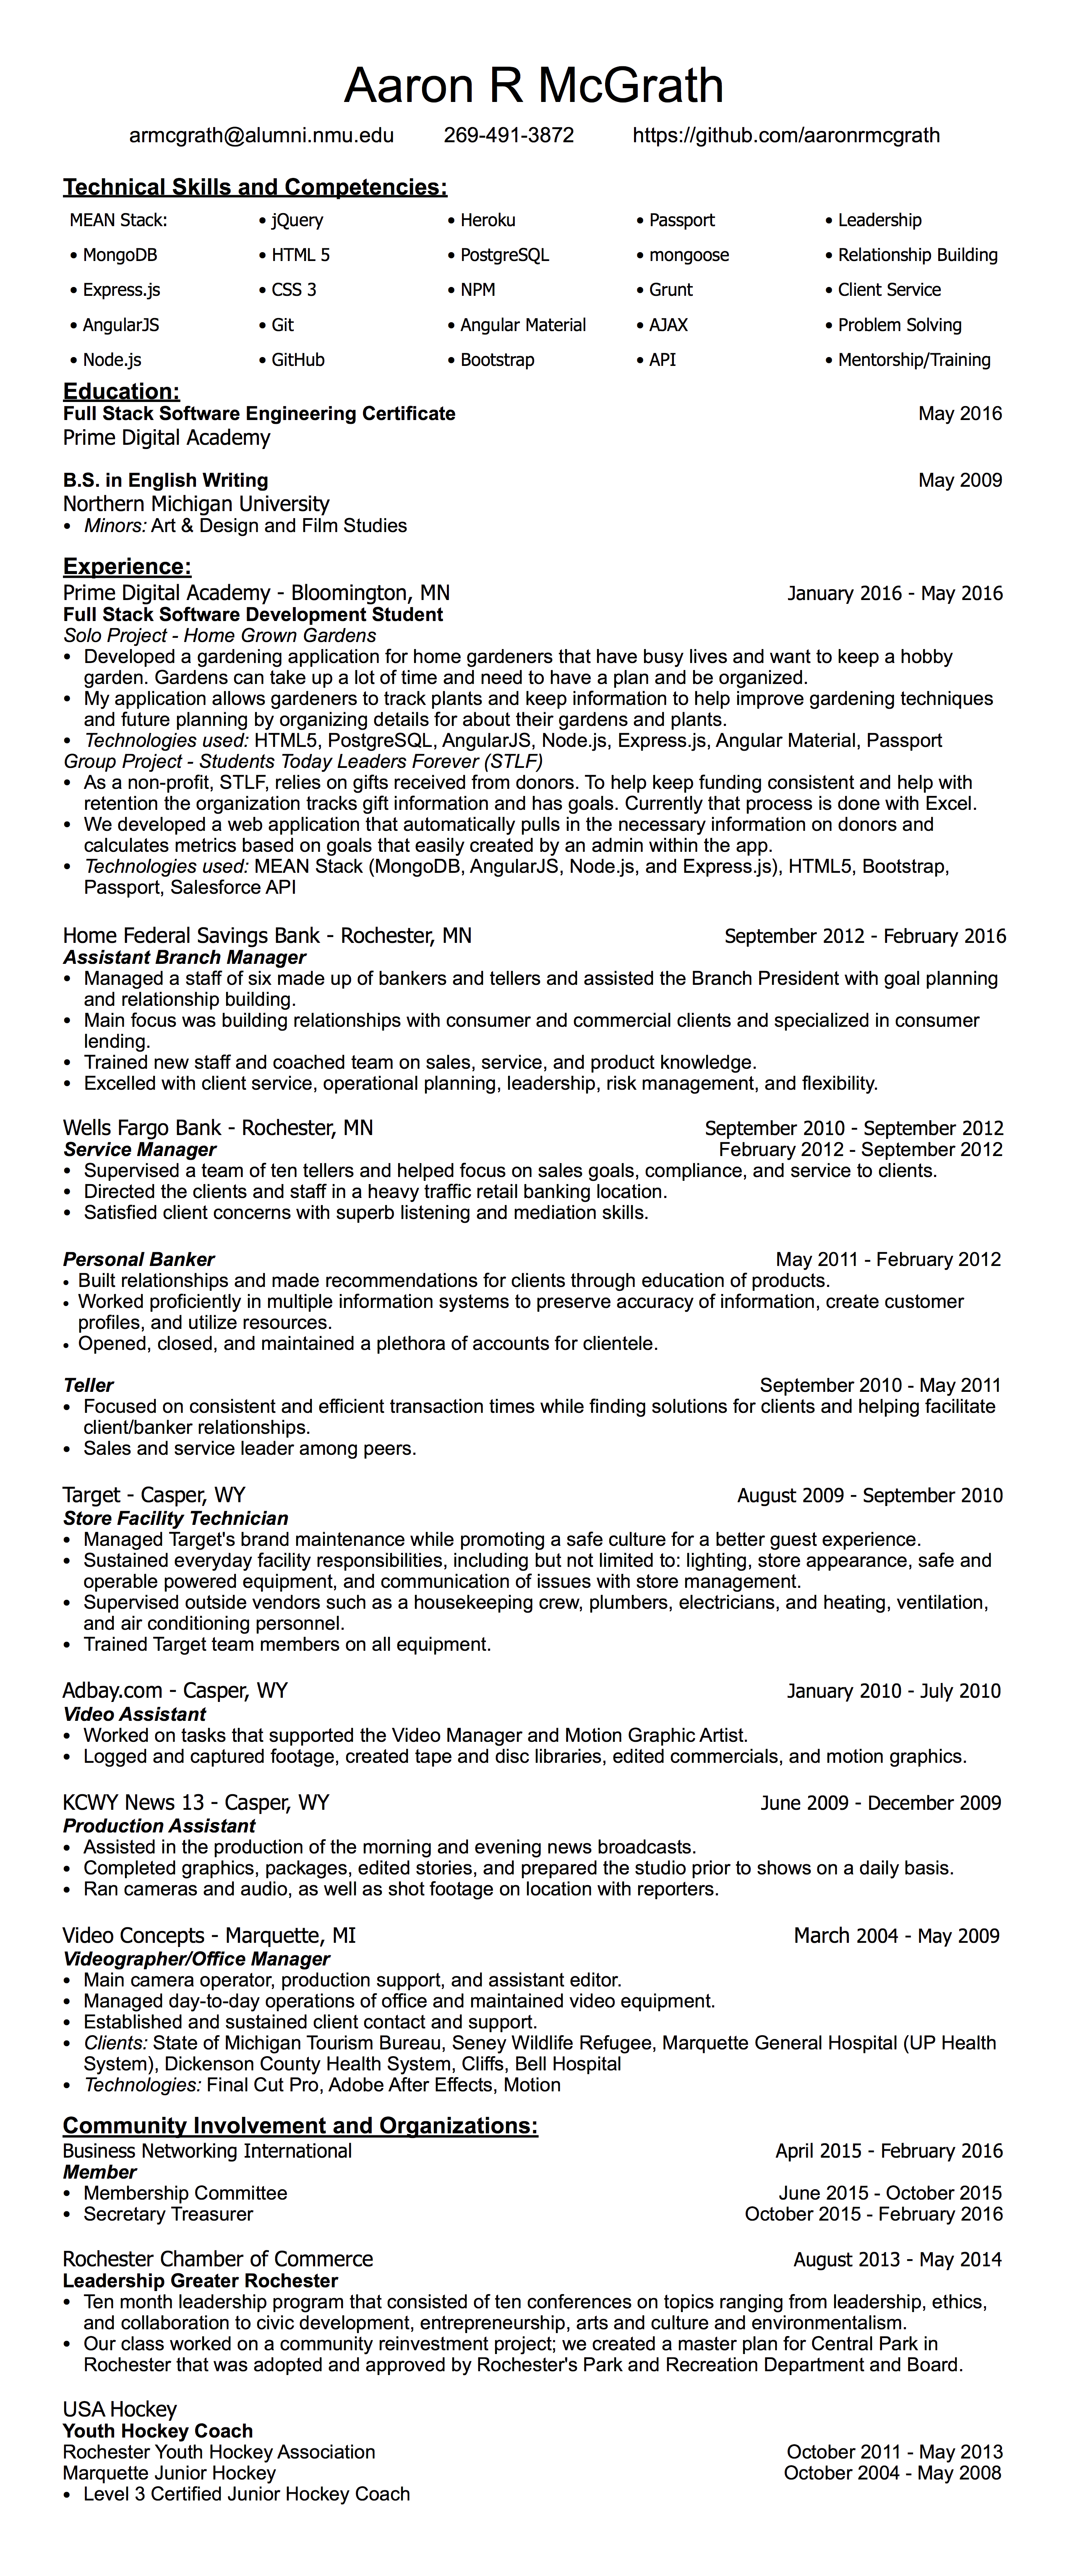 Aaron R McGrath
armcgrath@alumni.nmu.edu 269-491-3872 https://github.com/aaronrmcgrath
Technical Skills and Competencies:
MEAN Stack: • jQuery • Heroku • Passport • Leadership
• MongoDB • HTML 5 • PostgreSQL • mongoose • Relationship Building
• Express.js • CSS 3 • NPM • Grunt • Client Service
• AngularJS • Git • Angular Material • AJAX • Problem Solving
• Node.js • GitHub • Bootstrap • API • Mentorship/Training
Education:
Full Stack Software Engineering Certificate May 2016
Prime Digital Academy
B.S. in English Writing May 2009
Northern Michigan University
• Minors: Art & Design and Film Studies
Experience:
Prime Digital Academy - Bloomington, MN January 2016 - May 2016
Full Stack Software Development Student
Solo Project - Home Grown Gardens
• Developed a gardening application for home gardeners that have busy lives and want to keep a hobby
garden. Gardens can take up a lot of time and need to have a plan and be organized.
• My application allows gardeners to track plants and keep information to help improve gardening techniques
and future planning by organizing details for about their gardens and plants.
• Technologies used: HTML5, PostgreSQL, AngularJS, Node.js, Express.js, Angular Material, Passport
Group Project - Students Today Leaders Forever (STLF)
• As a non-profit, STLF, relies on gifts received from donors. To help keep funding consistent and help with
retention the organization tracks gift information and has goals. Currently that process is done with Excel.
• We developed a web application that automatically pulls in the necessary information on donors and
calculates metrics based on goals that easily created by an admin within the app.
• Technologies used: MEAN Stack (MongoDB, AngularJS, Node.js, and Express.js), HTML5, Bootstrap,
Passport, Salesforce API
Home Federal Savings Bank - Rochester, MN September 2012 - February 2016
Assistant Branch Manager
• Managed a staff of six made up of bankers and tellers and assisted the Branch President with goal planning
and relationship building.
• Main focus was building relationships with consumer and commercial clients and specialized in consumer
lending.
• Trained new staff and coached team on sales, service, and product knowledge.
• Excelled with client service, operational planning, leadership, risk management, and flexibility.
Wells Fargo Bank - Rochester, MN September 2010 - September 2012
Service Manager February 2012 - September 2012
• Supervised a team of ten tellers and helped focus on sales goals, compliance, and service to clients.
• Directed the clients and staff in a heavy traffic retail banking location.
• Satisfied client concerns with superb listening and mediation skills.
Personal Banker May 2011 - February 2012
• Built relationships and made recommendations for clients through education of products.
• Worked proficiently in multiple information systems to preserve accuracy of information, create customer
profiles, and utilize resources.
• Opened, closed, and maintained a plethora of accounts for clientele.
Teller September 2010 - May 2011
• Focused on consistent and efficient transaction times while finding solutions for clients and helping facilitate
client/banker relationships.
• Sales and service leader among peers.
Target - Casper, WY August 2009 - September 2010
Store Facility Technician
• Managed Target's brand maintenance while promoting a safe culture for a better guest experience.
• Sustained everyday facility responsibilities, including but not limited to: lighting, store appearance, safe and
operable powered equipment, and communication of issues with store management.
• Supervised outside vendors such as a housekeeping crew, plumbers, electricians, and heating, ventilation,
and air conditioning personnel.
• Trained Target team members on all equipment.
Adbay.com - Casper, WY January 2010 - July 2010
Video Assistant
• Worked on tasks that supported the Video Manager and Motion Graphic Artist.
• Logged and captured footage, created tape and disc libraries, edited commercials, and motion graphics.
KCWY News 13 - Casper, WY June 2009 - December 2009
Production Assistant
• Assisted in the production of the morning and evening news broadcasts.
• Completed graphics, packages, edited stories, and prepared the studio prior to shows on a daily basis.
• Ran cameras and audio, as well as shot footage on location with reporters.
Video Concepts - Marquette, MI March 2004 - May 2009
Videographer/Office Manager
• Main camera operator, production support, and assistant editor.
• Managed day-to-day operations of office and maintained video equipment.
• Established and sustained client contact and support.
• Clients: State of Michigan Tourism Bureau, Seney Wildlife Refugee, Marquette General Hospital (UP Health
System), Dickenson County Health System, Cliffs, Bell Hospital
• Technologies: Final Cut Pro, Adobe After Effects, Motion
Community Involvement and Organizations:
Business Networking International April 2015 - February 2016
Member
• Membership Committee June 2015 - October 2015
• Secretary Treasurer October 2015 - February 2016
Rochester Chamber of Commerce August 2013 - May 2014
Leadership Greater Rochester
• Ten month leadership program that consisted of ten conferences on topics ranging from leadership, ethics,
and collaboration to civic development, entrepreneurship, arts and culture and environmentalism.
• Our class worked on a community reinvestment project; we created a master plan for Central Park in
Rochester that was adopted and approved by Rochester's Park and Recreation Department and Board.
USA Hockey
Youth Hockey Coach
Rochester Youth Hockey Association October 2011 - May 2013
Marquette Junior Hockey October 2004 - May 2008
• Level 3 Certified Junior Hockey Coach